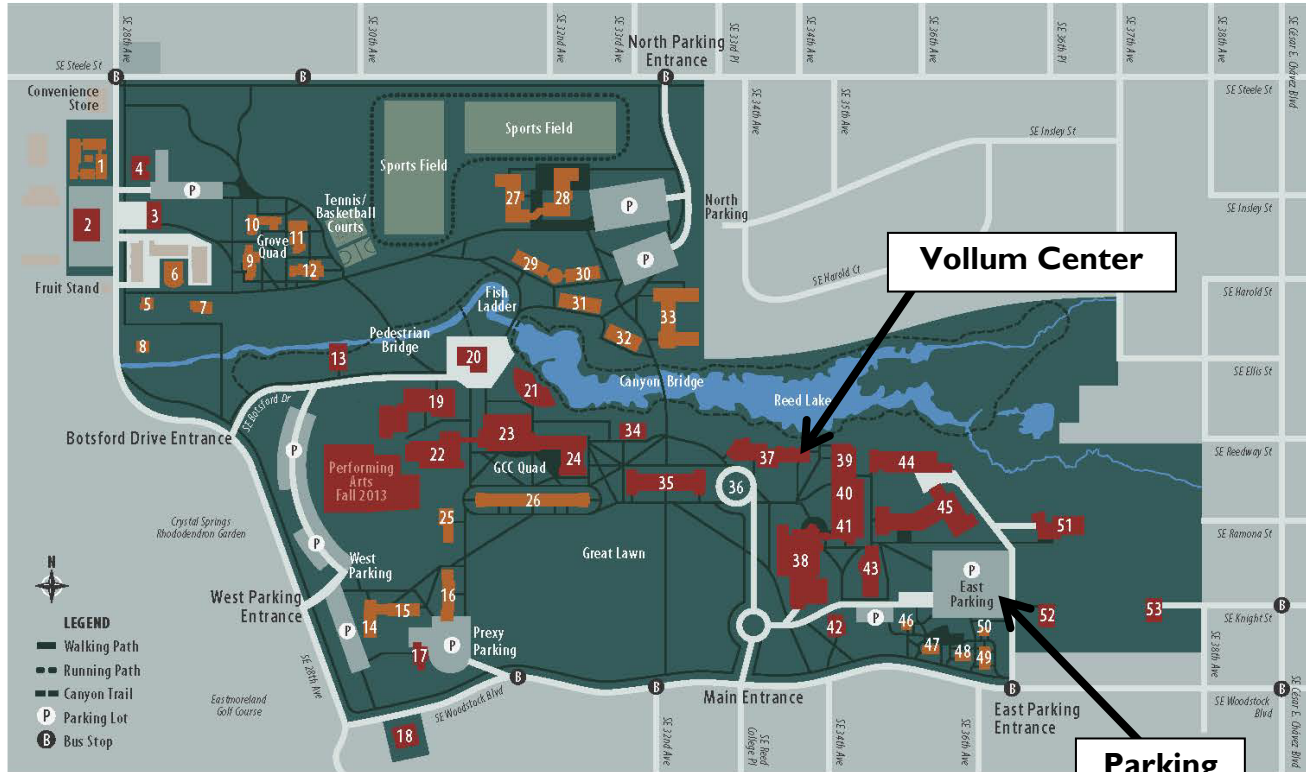 SE 28th Ave
SE 30th Ave
SE 32nd Ave
SE 33rd Ave
SE 33rd Pl
SE 34th Ave
SE 36th Ave
SE 36th Pl
SE 37th Ave
SE 38th Ave
SE César E. Chávez Blvd
North Parking
Entrance
SE Steele St
B
B
B
Convenience
Store
SE Steele St
SE 34th Ave
SE 35th Ave
Sports Field
Sports Field
SE Insley St
1
4
P
2
3
Tennis/
Basketball
Courts
27
28
P
North
Parking
SE Insley St
10
11
Grove
Quad
9
12
6
P
Vollum Center
Fruit Stand
5
7
29
30
SE Harold Ct
SE Harold St
Fish
Ladder
31
33
8
Pedestrian
Bridge
32
13
20
Canyon Bridge
Reed Lake
SE Ellis St
21
SE Botsford Dr
19
Botsford Drive Entrance
P
23
34
22
24
37
39
44
SE Reedway St
Performing
Arts
Fall 2013
GCC Quad
35
36
40
26
45
25
41
51
Crystal Springs
Rhododendron Garden
P
SE Ramona St
Great Lawn
38
43
P
East
Parking
N
West
Parking
West Parking
Entrance
16
15
14
P
LEGEND
Walking Path
Running Path
Canyon Trail
P Parking Lot
B Bus Stop
17
P
Prexy
Parking
42
P
46
50
52
53
SE Knight St
B
47
48
49
SE 38th Ave
SE 28th Ave
B
B
Main Entrance
B
B
East Parking
Entrance
Eastmoreland
Golf Course
SE Woodstock Blvd
SE Woodstock
Blvd
18
SE 32nd Ave
SE Reed
College Pl
SE 34th Ave
SE 36th Ave
SE César E. Chávez Blvd
Parking